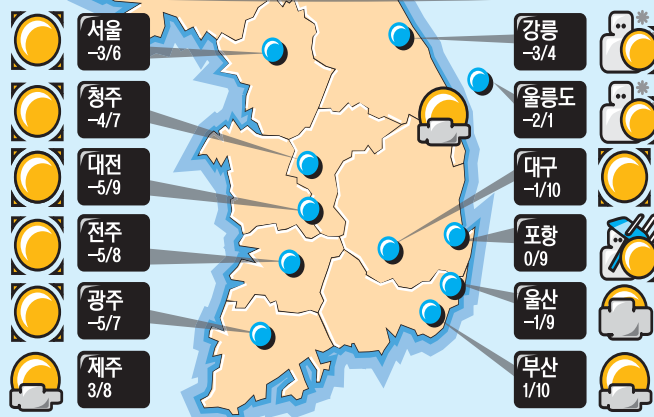 서울
-3/6
청주
-4/7
대전
-5/9
전주
-5/8
광주
-5/7
제주
3/8
강릉
-3/4
울릉도
-2/1
대구
-1/10
포항
0/9
울산
-1/9
부산
1/10